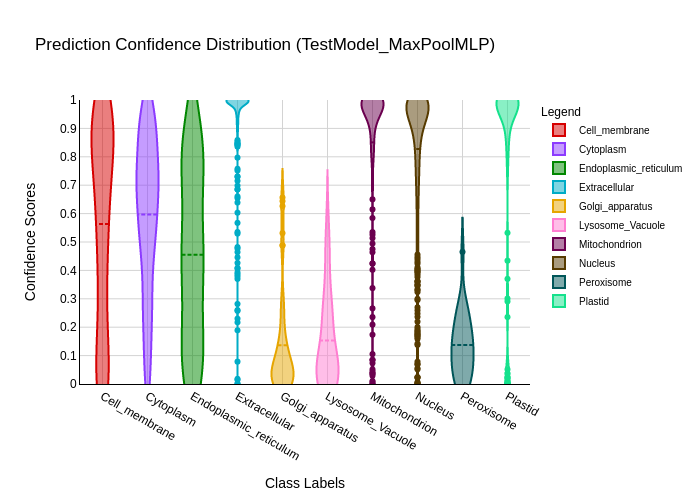 Prediction Confidence Distribution (TestModel_MaxPoolMLP)
Confidence Scores
1
0.9
0.8
0.7
0.6
0.5
0.4
0.3
0.2
0.1
0
Cell_membrane
Cytoplasm
Endoplasmic_reticulum
Extracellular
Golgi_apparatus
Lysosome_Vacuole
Mitochondrion
Nucleus
Peroxisome
Plastid
Class Labels
Legend
Cell_membrane
Cytoplasm
Endoplasmic_reticulum
Extracellular
Golgi_apparatus
Lysosome_Vacuole
Mitochondrion
Nucleus
Peroxisome
Plastid